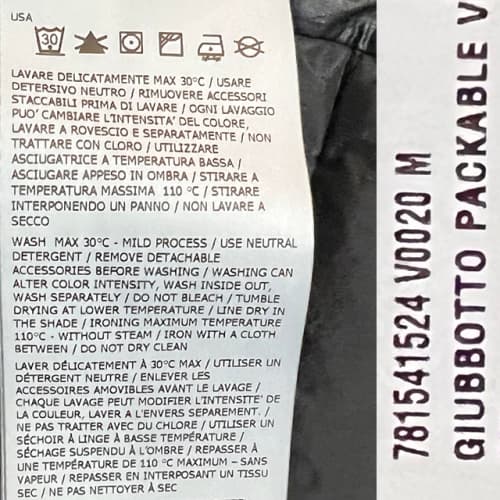 USA
30
LAVARE DELICATAMENTE MAX 30°C / USARE
DETERSIVO NEUTRO / RIMUOVERE ACCESSORI
STACCABILI PRIMA DI LAVARE / OGNI LAVAGGIO
PUO' CAMBIARE L'INTENSITA' DEL COLORE,
LAVARE A ROVESCIO E SEPARATAMENTE / NON
TRATTARE CON CLORO / UTILIZZARE
ASCIUGATRICE A TEMPERATURA BASSA /
ASCIUGARE APPESO IN OMBRA / STIRARE A
TEMPERATURA MASSIMA 110 °C / STIRARE
INTERPONENDO UN PANNO / NON LAVARE A
SECCO
WASH MAX 30°C - MILD PROCESS / USE NEUTRAL
DETERGENT / REMOVE DETACHABLE
ACCESSORIES BEFORE WASHING / WASHING CAN
ALTER COLOR INTENSITY, WASH INSIDE OUT,
WASH SEPARATELY / DO NOT BLEACH / TUMBLE
DRYING AT LOWER TEMPERATURE / LINE DRY IN
THE SHADE / IRONING MAXIMUM TEMPERATURE
110°C - WITHOUT STEAM / IRON WITH A CLOTH
BETWEEN / DO NOT DRY CLEAN
LAVER DÉLICATEMENT À 30°C MAX / UTILISER UN
DÉTERGENT NEUTRE / ENLEVER LES
ACCESSOIRES AMOVIBLES AVANT LE LAVAGE /
CHAQUE LAVAGE PEUT MODIFIER L'INTENSITE' DE
LA COULEUR, LAVER A L'ENVERS SEPAREMENT. /
NE PAS TRAITER AVEC DU CHLORE / UTILISER UN
SÉCHOIR À LINGE À BASSE TEMPÉRATURE /
SÉCHAGE SUSPENDU À L'OMBRE / REPASSER À
UNE TEMPÉRATURE DE 110 °C MAXIMUM – SANS
VAPEUR / REPASSER EN INTERPOSANT UN TISSU
SEC / NE PAS NETTOYER À SEC
781541524 V0020 M
GIUBBOTTO PACKABLE V